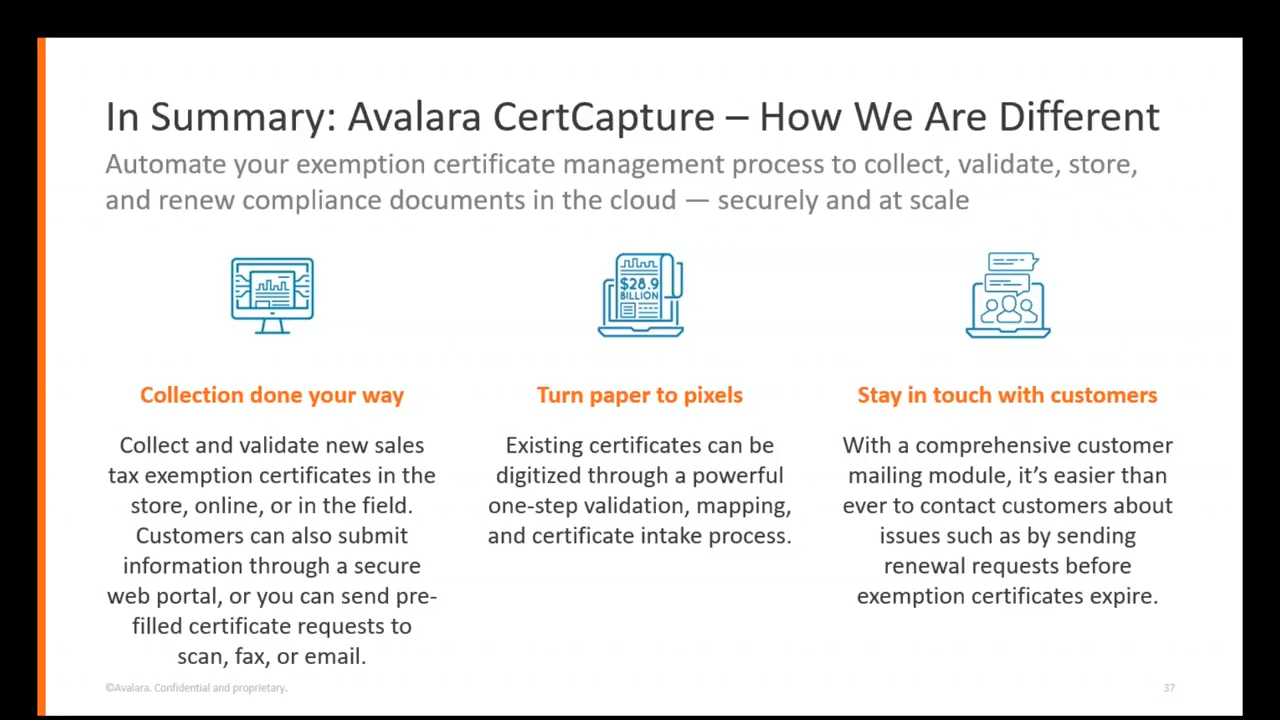 In Summary: Avalara CertCapture – How We Are Different
Automate your exemption certificate management process to collect, validate, store,
and renew compliance documents in the cloud — securely and at scale
$28.9
BILLION
Collection done your way
Collect and validate new sales
tax exemption certificates in the
store, online, or in the field.
Customers can also submit
information through a secure
web portal, or you can send pre-
filled certificate requests to
scan, fax, or email.
Turn paper to pixels
Existing certificates can be
digitized through a powerful
one-step validation, mapping,
and certificate intake process.
Stay in touch with customers
With a comprehensive customer
mailing module, it’s easier than
ever to contact customers about
issues such as by sending
renewal requests before
exemption certificates expire.
©Avalara. Confidential and proprietary.
37